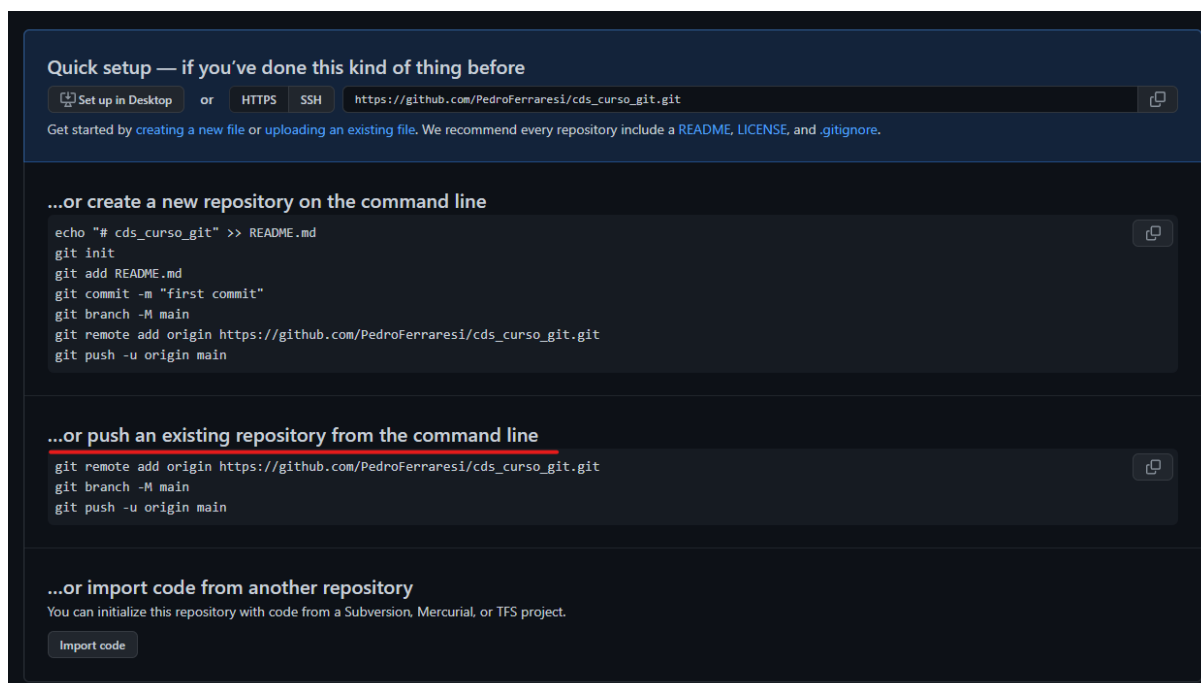 Quick setup — if you’ve done this kind of thing before
Set up in Desktop or HTTPS SSH https://github.com/PedroFerraresi/cds_curso_git.git
Get started by creating a new file or uploading an existing file. We recommend every repository include a README, LICENSE, and .gitignore.
...or create a new repository on the command line
echo "# cds_curso_git" >> README.md
git init
git add README.md
git commit -m "first commit"
git branch -M main
git remote add origin https://github.com/PedroFerraresi/cds_curso_git.git
git push -u origin main
...or push an existing repository from the command line
git remote add origin https://github.com/PedroFerraresi/cds_curso_git.git
git branch -M main
git push -u origin main
...or import code from another repository
You can initialize this repository with code from a Subversion, Mercurial, or TFS project.
Import code